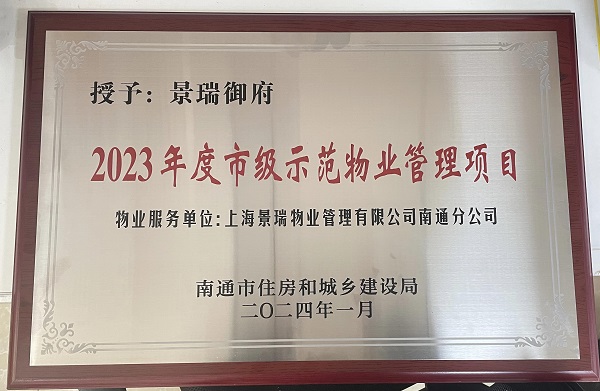 授予：景瑞御府
2023年度市级示范物业管理项目
物业服务单位：上海景瑞物业管理有限公司南通分公司
南通市住房和城乡建设局
二〇二四年一月